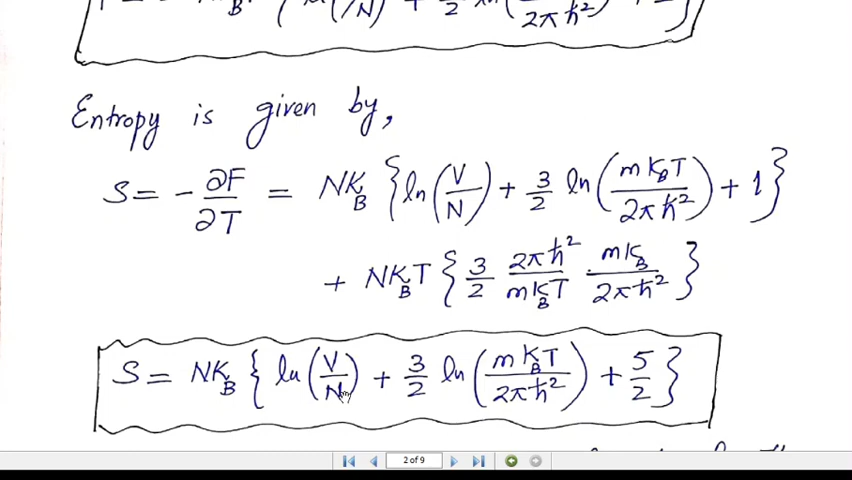 Entropy is given by,
S = - ∂F/∂T = NK_B {ln(V/N) + 3/2 ln(mK_BT/2πħ²) + 1}
+ NK_BT {3/2 2πħ²/mK_BT · mK_B/2πħ²}
S = NK_B {ln(V/N) + 3/2 ln(mK_BT/2πħ²) + 5/2}
2 of 9